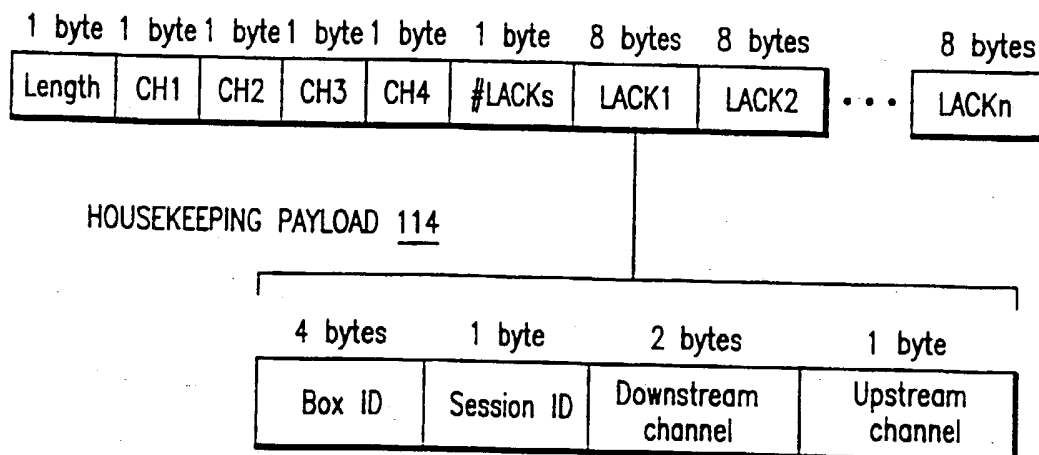 1 byte 1 byte 1 byte 1 byte 1 byte 1 byte 8 bytes 8 bytes 8 bytes
Length CH1 CH2 CH3 CH4 #LACKs LACK1 LACK2 • • • LACKn
HOUSEKEEPING PAYLOAD 114
4 bytes 1 byte 2 bytes 1 byte
Box ID Session ID Downstream channel Upstream channel